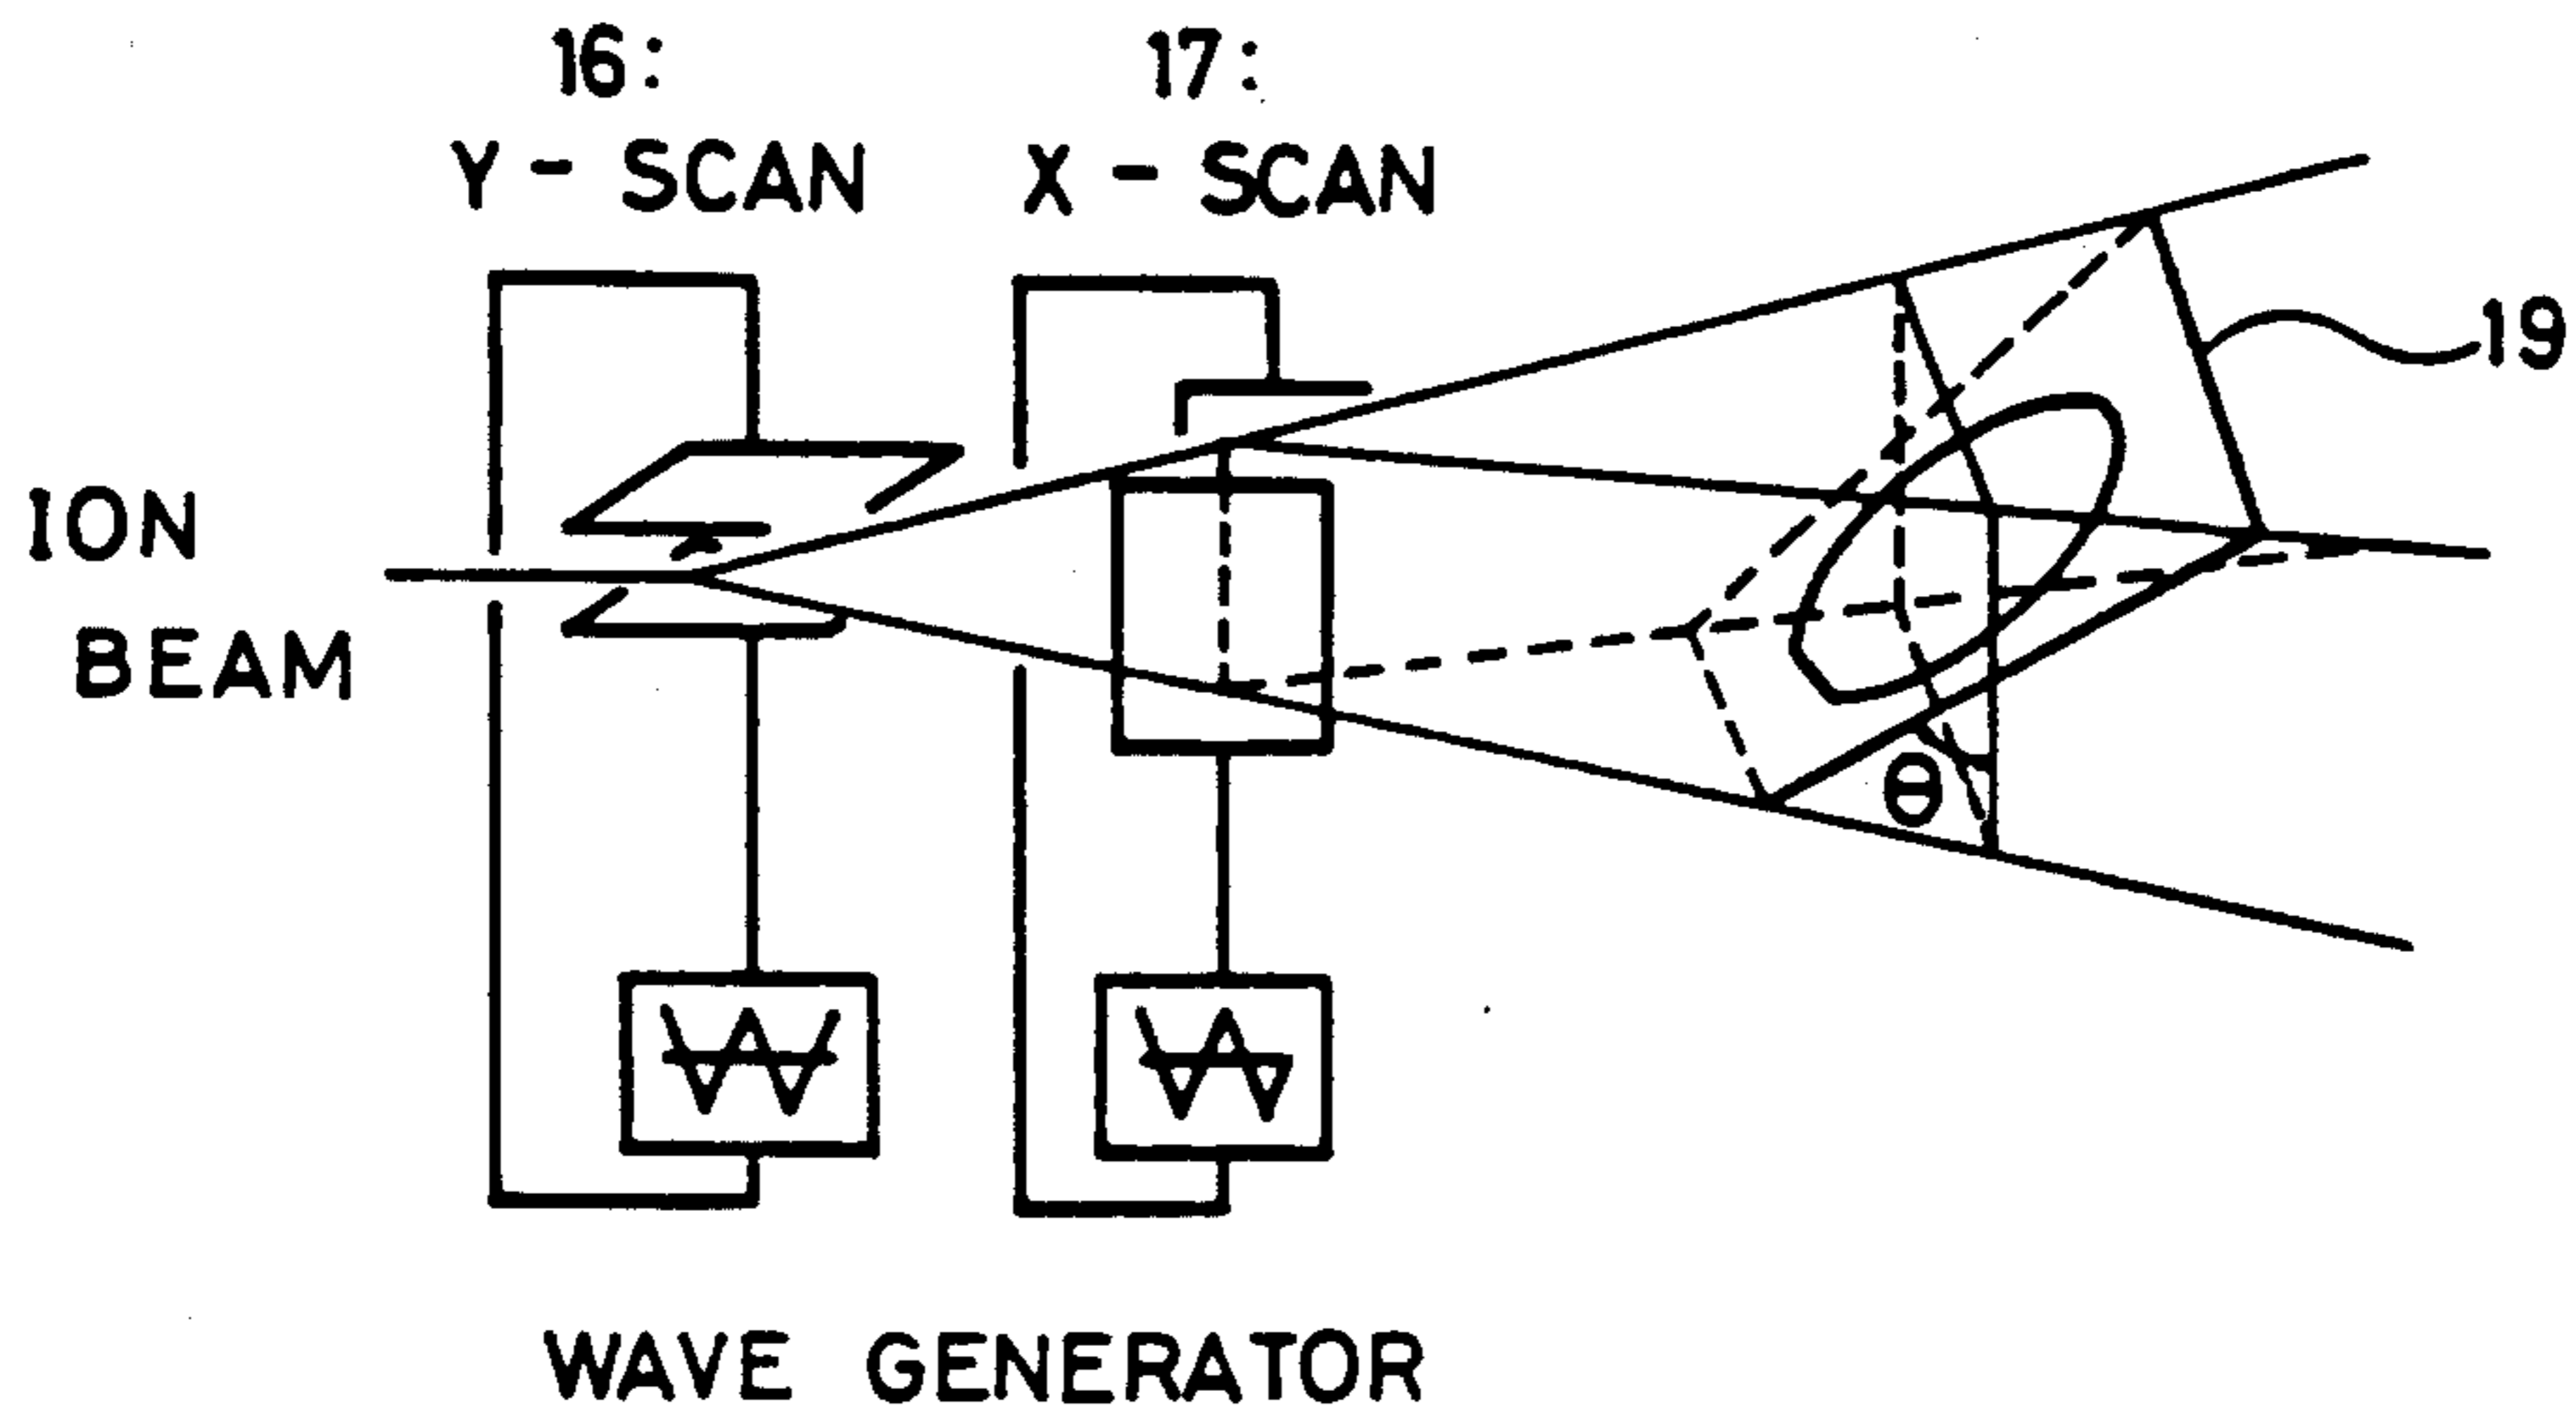 16:
Y - SCAN
17:
X - SCAN
19
ION
BEAM
θ
WAVE GENERATOR